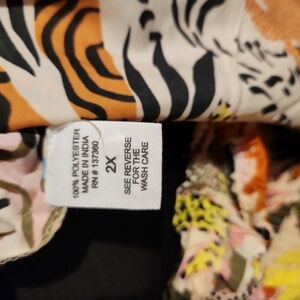 100% POLYESTER
MADE IN INDIA
RN # 137360
2X
SEE REVERSE
FOR THE
WASH CARE